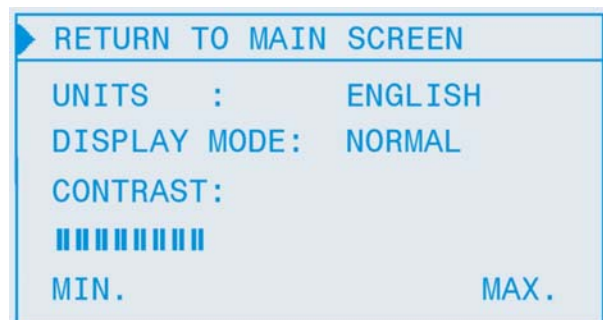 RETURN TO MAIN SCREEN
UNITS : ENGLISH
DISPLAY MODE: NORMAL
CONTRAST:
MIN. MAX.